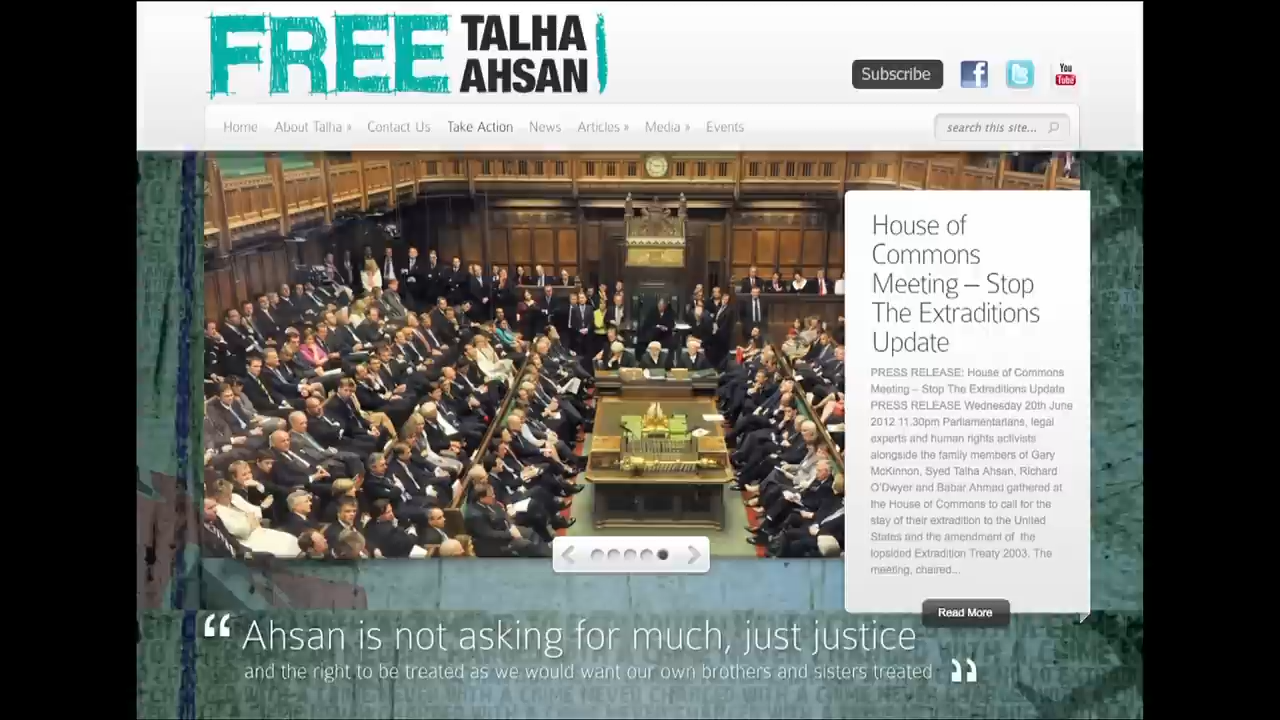 FREE TALHA
AHSAN
Subscribe
You
Tube
Home About Talha » Contact Us Take Action News Articles » Media » Events
search this site...
House of
Commons
Meeting – Stop
The Extraditions
Update
PRESS RELEASE: House of Commons
Meeting – Stop The Extraditions Update
PRESS RELEASE Wednesday 20th June
2012 11.30pm Parliamentarians, legal
experts and human rights activists
alongside the family members of Gary
McKinnon, Syed Talha Ahsan, Richard
O'Dwyer and Babar Ahmad gathered at
the House of Commons to call for the
stay of their extradition to the United
States and the amendment of the
lopsided Extradition Treaty 2003. The
meeting, chaired...
Read More
“ Ahsan is not asking for much, just justice
and the right to be treated as we would want our own brothers and sisters treated ”